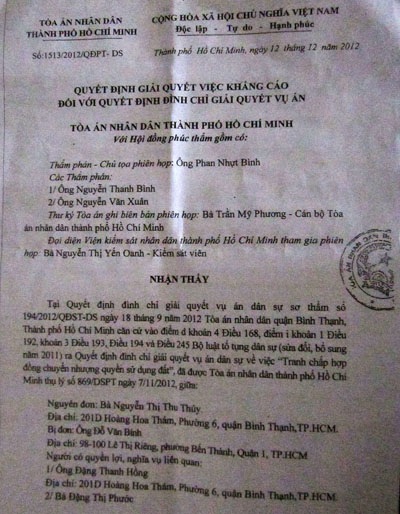 TÒA ÁN NHÂN DÂN
THÀNH PHỐ HỒ CHÍ MINH
CỘNG HÒA XÃ HỘI CHỦ NGHĨA VIỆT NAM
Độc lập - Tự do - Hạnh phúc
Số:1513/2012/QĐPT- DS
Thành phố Hồ Chí Minh, ngày 12 tháng 12 năm 2012
QUYẾT ĐỊNH GIẢI QUYẾT VIỆC KHÁNG CÁO
ĐỐI VỚI QUYẾT ĐỊNH ĐÌNH CHỈ GIẢI QUYẾT VỤ ÁN
TÒA ÁN NHÂN DÂN THÀNH PHỐ HỒ CHÍ MINH
Với Hội đồng phúc thẩm gồm có:
Thẩm phán - Chủ tọa phiên họp: Ông Phan Nhựt Bình
Các Thẩm phán:
1/ Ông Nguyễn Thanh Bình
2/ Ông Nguyễn Văn Xuân
Thư ký Tòa án ghi biên bản phiên họp: Bà Trần Mỹ Phương - Cán bộ Tòa
án nhân dân thành phố Hồ Chí Minh
Đại diện Viện kiểm sát nhân dân thành phố Hồ Chí Minh tham gia phiên
họp: Bà Nguyễn Thị Yến Oanh - Kiểm sát viên
NHẬN THẤY
Tại Quyết định đình chỉ giải quyết vụ án dân sự sơ thẩm số
194/2012/QĐST-DS ngày 18 tháng 9 năm 2012 Tòa án nhân dân quận Bình Thạnh,
Thành phố Hồ Chí Minh căn cứ vào điểm d khoản 4 Điều 168, điểm i khoản 1 Điều
192, khoản 3 Điều 193, Điều 194 và Điều 245 Bộ luật tố tụng dân sự (sửa đổi, bổ sung
năm 2011) ra Quyết định đình chỉ giải quyết vụ án dân sự về việc “Tranh chấp hợp
đồng chuyển nhượng quyền sử dụng đất”, đã được Tòa án nhân dân thành phố Hồ Chí
Minh thụ lý số 869/DSPT ngày 7/11/2012, giữa:
Nguyên đơn: Bà Nguyễn Thị Thu Thủy
Địa chỉ: 201D Hoàng Hoa Thám, Phường 6, quận Bình Thạnh,TP.HCM.
Bị đơn: Ông Đỗ Văn Bình
Địa chỉ: 98-100 Lê Thị Riêng, phường Bến Thành, Quận 1, TP.HCM
Người có quyền lợi, nghĩa vụ liên quan:
1/ Ông Đặng Thanh Hồng
Địa chỉ: 201D Hoàng Hoa Thám, Phường 6, quận Bình Thạnh,TP.HCM.
2/ Bà Đặng Thị Phước